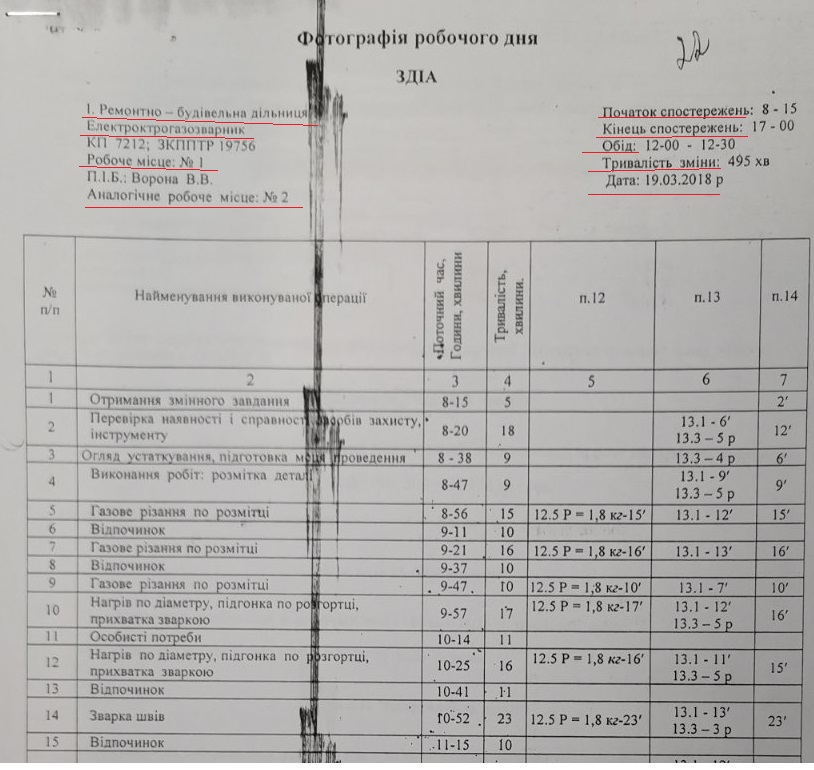 Фотографія робочого дня
22
ЗДІА
І. Ремонтно – будівельна дільниця
Електроктрогазозварник
КП 7212; ЗКППТР 19756
Робоче місце: № 1
П.І.Б.: Ворона В.В.
Аналогічне робоче місце: № 2
Початок спостережень: 8 - 15
Кінець спостережень: 17 - 00
Обід: 12-00 - 12-30
Тривалість зміни: 495 хв
Дата: 19.03.2018 р
№ п/п Найменування виконуваної операції Поточний час, Години, хвилини Тривалість, хвилини. п.12 п.13 п.14
1 2 3 4 5 6 7
1 Отримання змінного завдання 8-15 5 2′
2 Перевірка наявності і справності засобів захисту, 8-20 18 13.1 - 6′ 12′
інструменту 13.3 – 5 р
3 Огляд устаткування, підготовка місця проведення 8 - 38 9 13.3 – 4 р 6′
4 Виконання робіт: розмітка деталі 8-47 9 13.1 - 9′ 9′
13.3 – 5 р
5 Газове різання по розмітці 8-56 15 12.5 Р = 1,8 кг-15′ 13.1 - 12′ 15′
6 Відпочинок 9-11 10
7 Газове різання по розмітці 9-21 16 12.5 Р = 1,8 кг-16′ 13.1 - 13′ 16′
8 Відпочинок 9-37 10
9 Газове різання по розмітці 9-47 10 12.5 Р = 1,8 кг-10′ 13.1 - 7′ 10′
10 Нагрів по діаметру, підгонка по розгортці, 9-57 17 12.5 Р = 1,8 кг-17′ 13.1 - 12′ 16′
прихватка зваркою 13.3 – 5 р
11 Особисті потреби 10-14 11
12 Нагрів по діаметру, підгонка по розгортці, 10-25 16 12.5 Р = 1,8 кг-16′ 13.1 - 11′ 15′
прихватка зваркою 13.3 – 5 р
13 Відпочинок 10-41 11
14 Зварка швів 10-52 23 12.5 Р = 1,8 кг-23′ 13.1 - 13′ 23′
13.3 – 3 р
15 Відпочинок 11-15 10